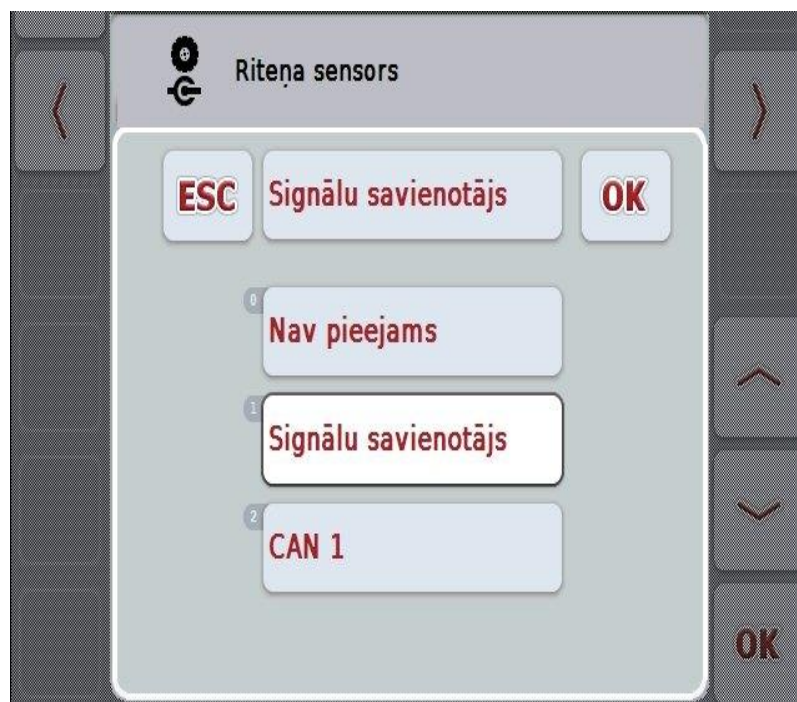 Riteņa sensors
ESC Signālu savienotājs OK
0
Nav pieejams
1
Signālu savienotājs
2
CAN 1
OK